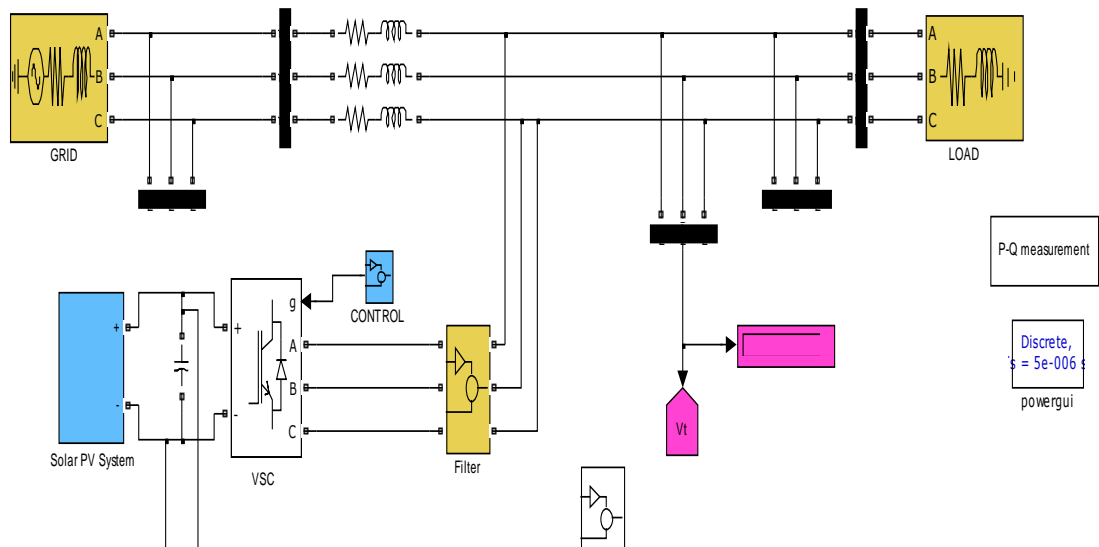 A
B
C
GRID
A
B
C
LOAD
P-Q measurement
Discrete,
s = 5e-006 s
powergui
CONTROL
g
+
-
Solar PV System
+
-
A
B
C
VSC
Filter
Vt